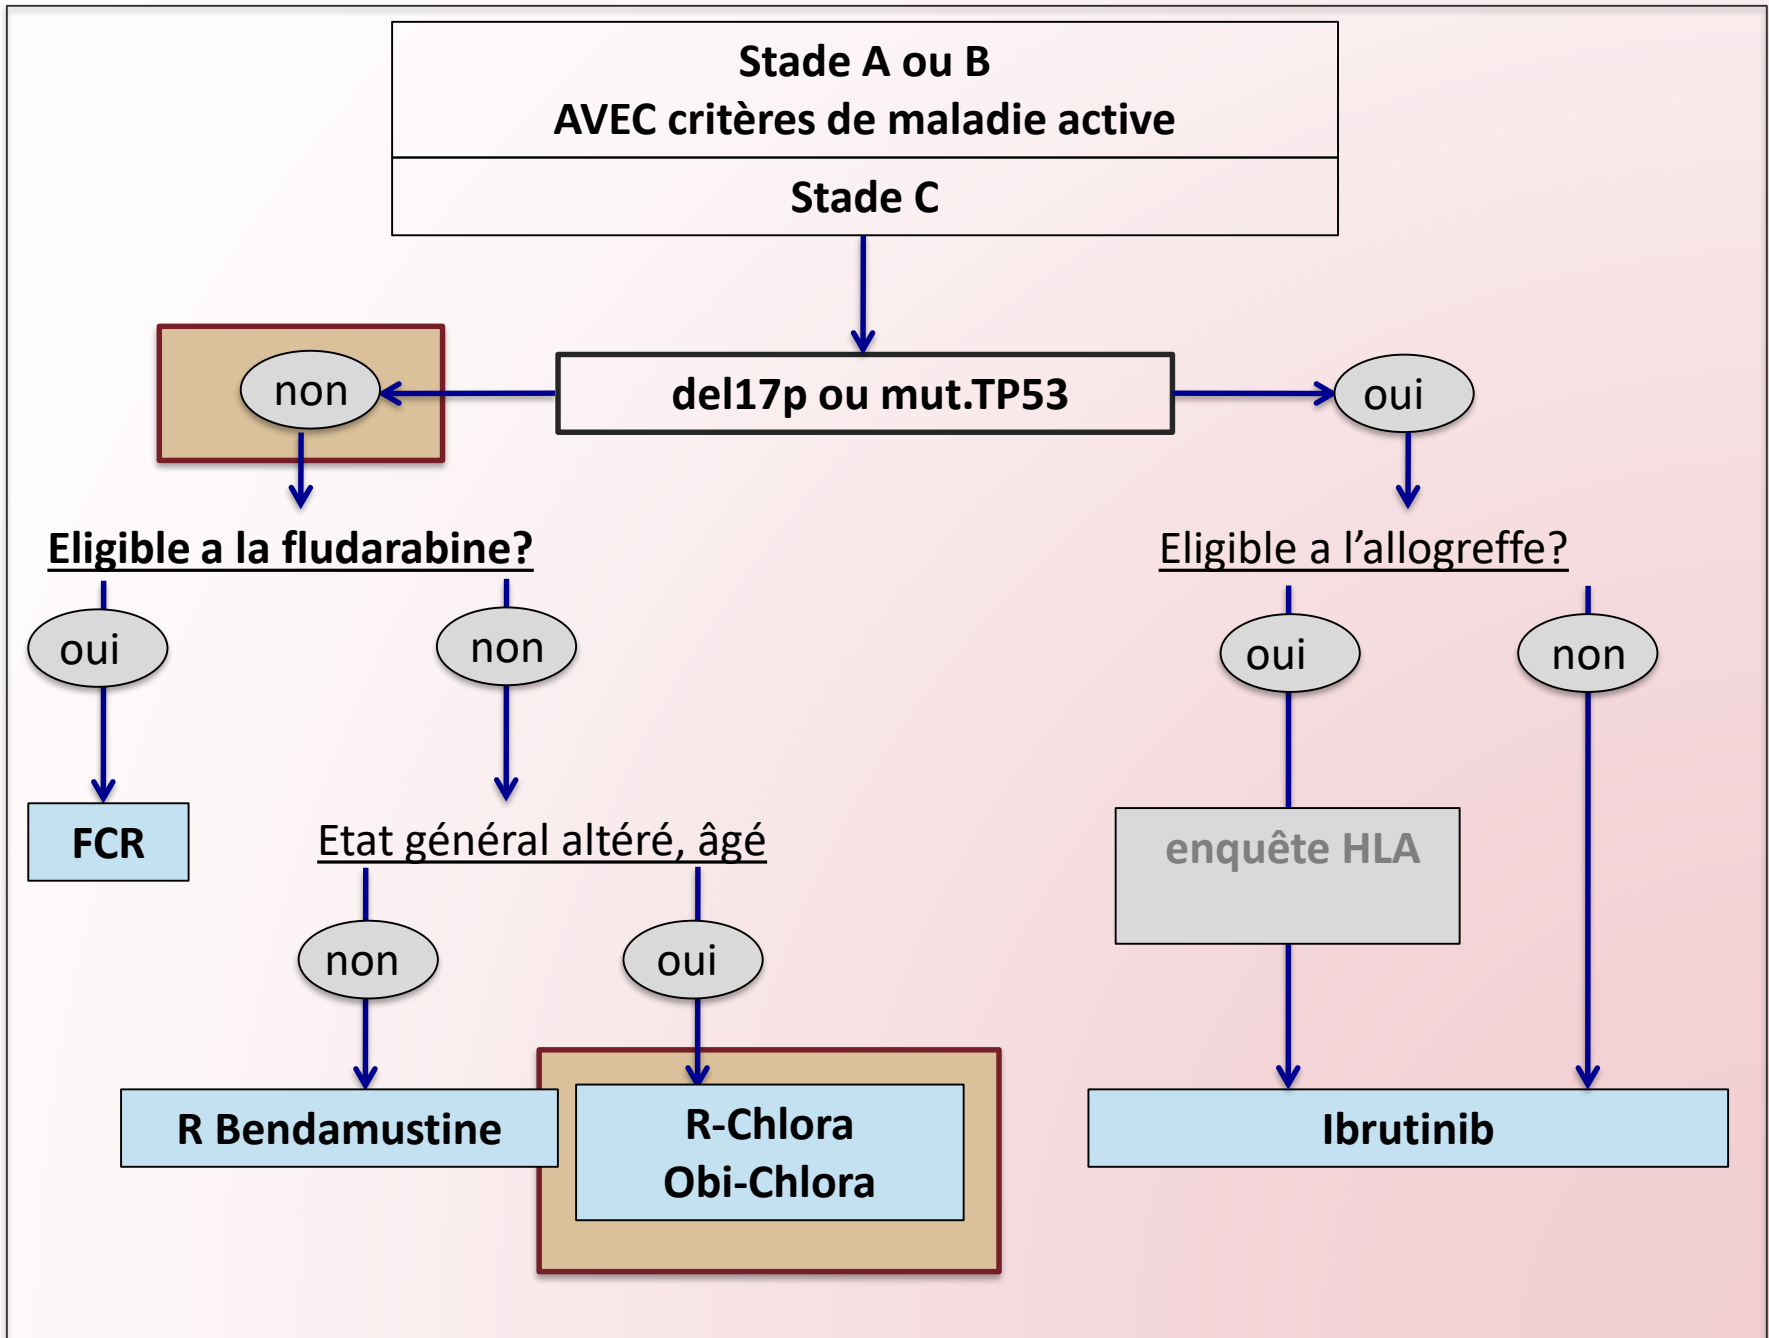 Stade A ou B
AVEC critères de maladie active
Stade C
non
del17p ou mut.TP53
oui
Eligible a la fludarabine?
Eligible a l’allogreffe?
oui
non
oui
non
FCR
Etat général altéré, âgé
enquête HLA
non
oui
R Bendamustine
R-Chlora
Obi-Chlora
Ibrutinib